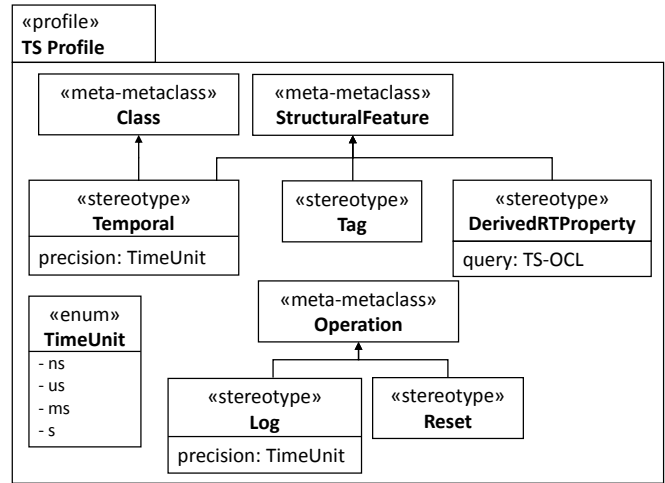 «profile»
TS Profile
«meta-metaclass»
Class
«meta-metaclass»
StructuralFeature
«stereotype»
Temporal
precision: TimeUnit
«stereotype»
Tag
«stereotype»
DerivedRTProperty
query: TS-OCL
«enum»
TimeUnit
- ns
- us
- ms
- s
«meta-metaclass»
Operation
«stereotype»
Log
precision: TimeUnit
«stereotype»
Reset